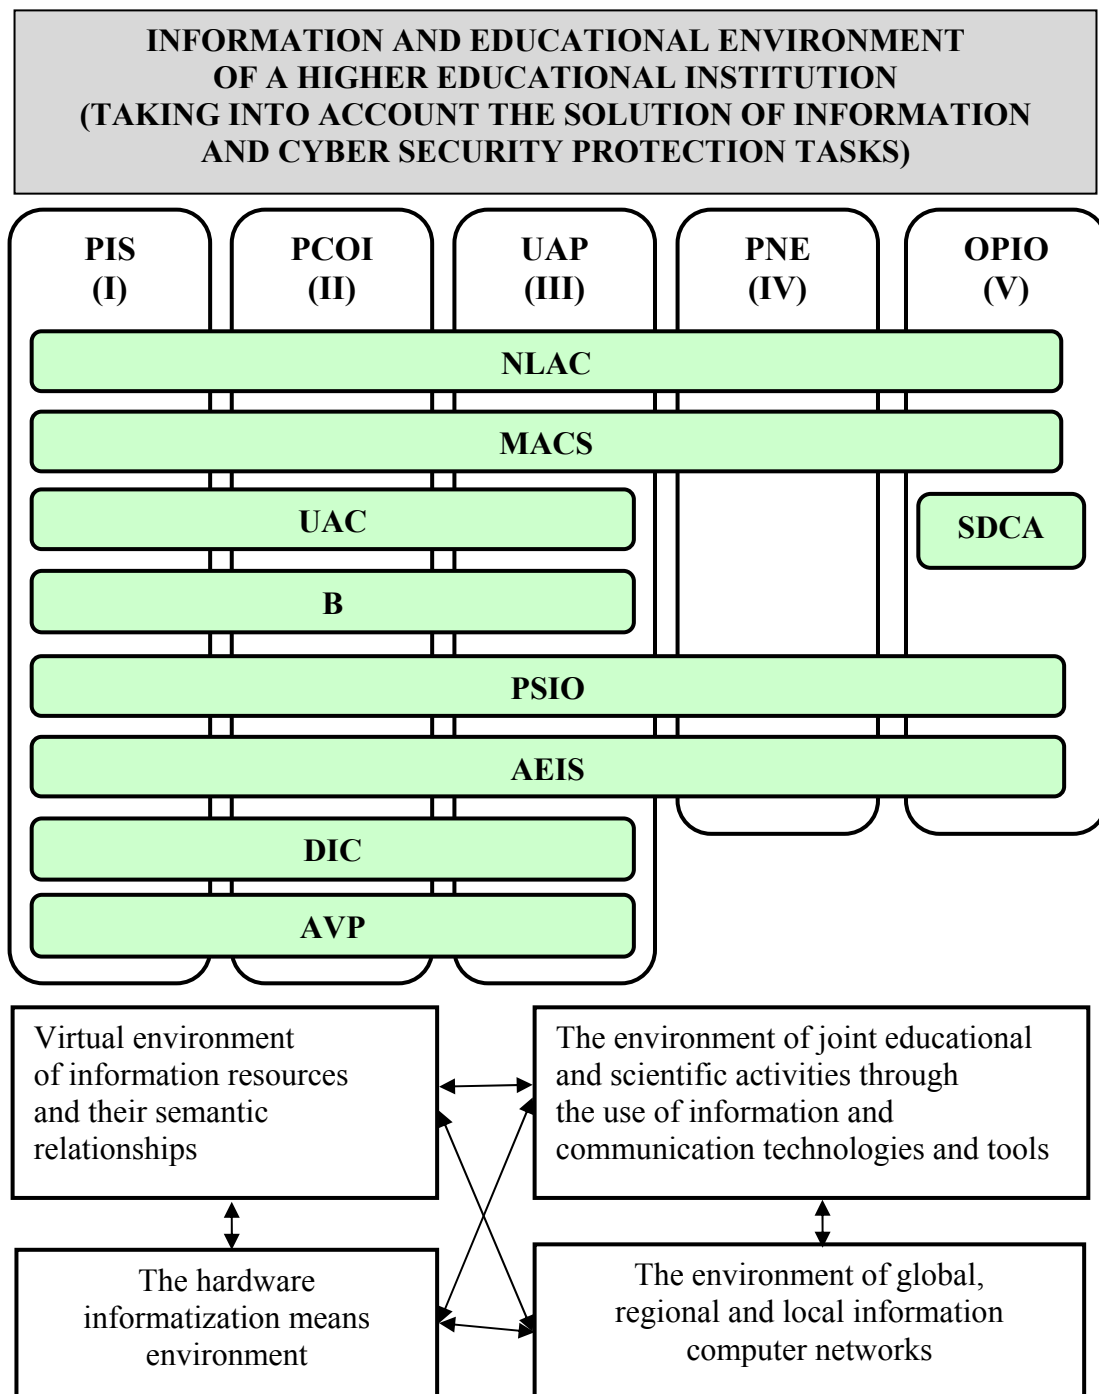 INFORMATION AND EDUCATIONAL ENVIRONMENT
OF A HIGHER EDUCATIONAL INSTITUTION
(TAKING INTO ACCOUNT THE SOLUTION OF INFORMATION
AND CYBER SECURITY PROTECTION TASKS)
PIS
(I)
PCOI
(II)
UAP
(III)
PNE
(IV)
OPIO
(V)
NLAC
MACS
UAC
SDCA
B
PSIO
AEIS
DIC
AVP
Virtual environment
of information resources
and their semantic
relationships
The environment of joint educational
and scientific activities through
the use of information and
communication technologies and tools
The hardware
informatization means
environment
The environment of global,
regional and local information
computer networks